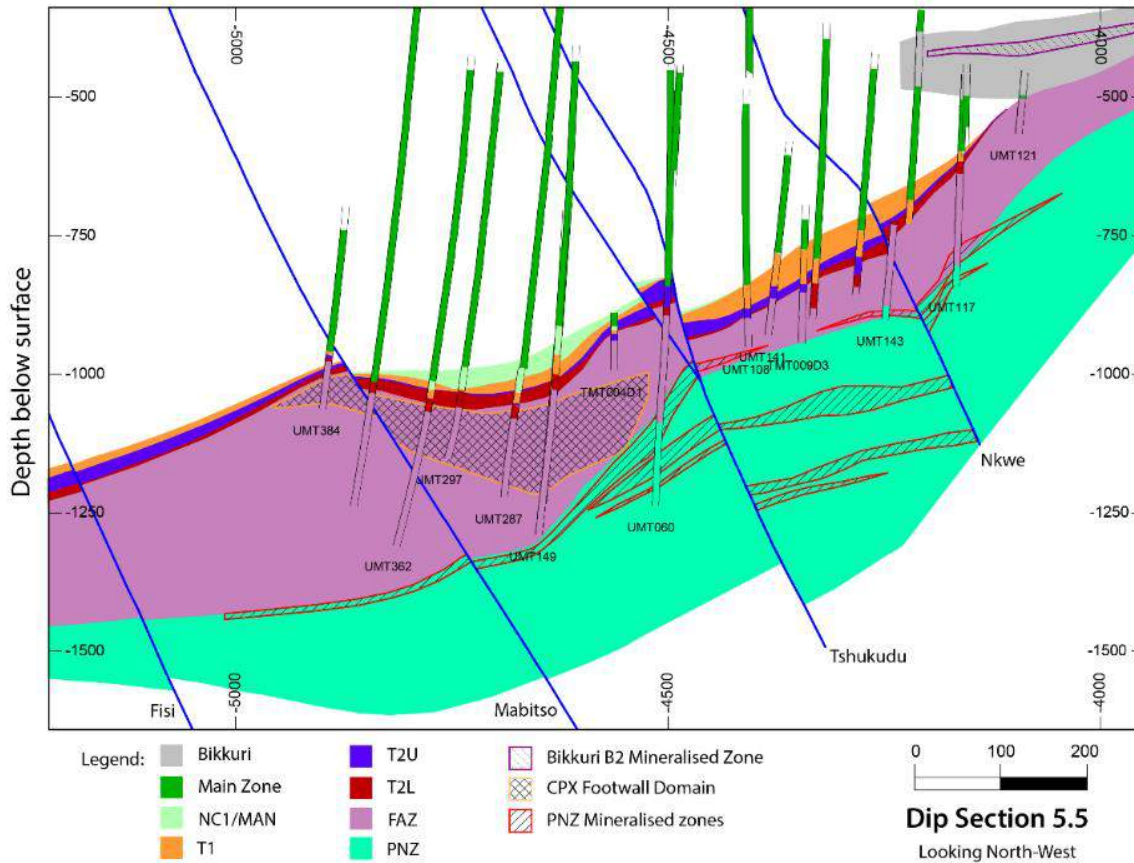 -5000
-4500
-4000
-500
-500
-750
-750
-1000
-1000
-1250
-1250
-1500
-1500
Depth below surface
UMT121
UMT117
UMT143
UMT141
TMT009D3
UMT108
TMT004D1
UMT384
UMT297
UMT287
UMT060
UMT149
UMT362
Nkwe
Tshukudu
Mabitso
Fisi
-5000
-4500
-4000
Legend:
Bikkuri
Main Zone
NC1/MAN
T1
T2U
T2L
FAZ
PNZ
Bikkuri B2 Mineralised Zone
CPX Footwall Domain
PNZ Mineralised zones
0 100 200
Dip Section 5.5
Looking North-West